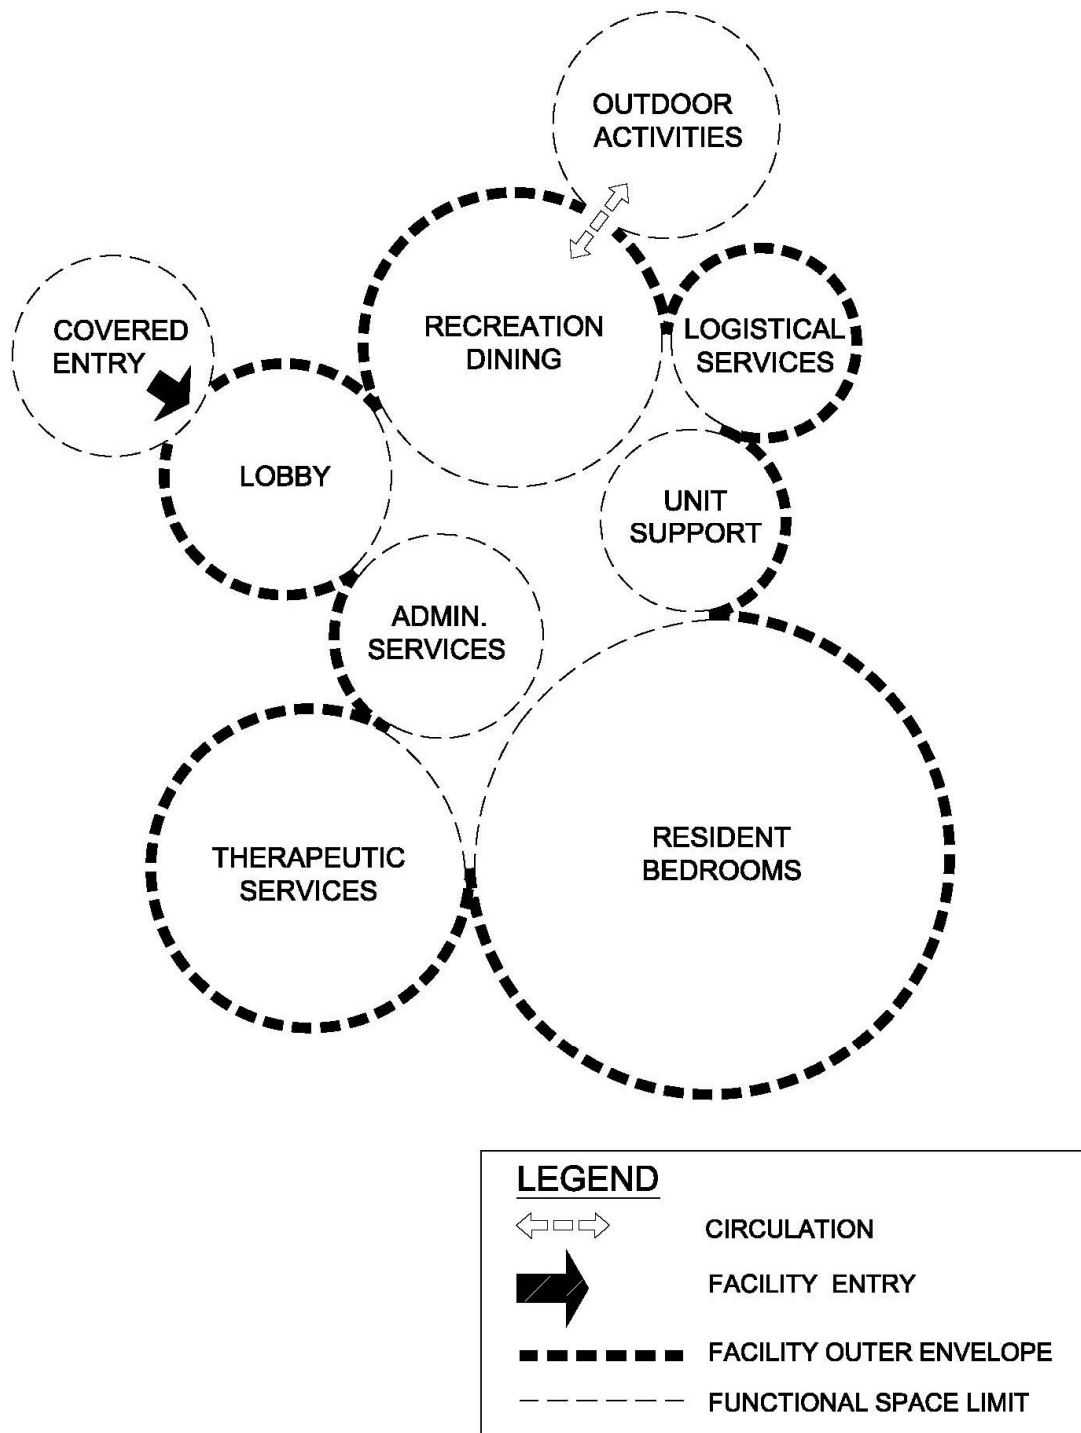 OUTDOOR
ACTIVITIES
COVERED
ENTRY
RECREATION
DINING
LOGISTICAL
SERVICES
LOBBY
UNIT
SUPPORT
ADMIN.
SERVICES
THERAPEUTIC
SERVICES
RESIDENT
BEDROOMS
LEGEND
CIRCULATION
FACILITY ENTRY
FACILITY OUTER ENVELOPE
FUNCTIONAL SPACE LIMIT